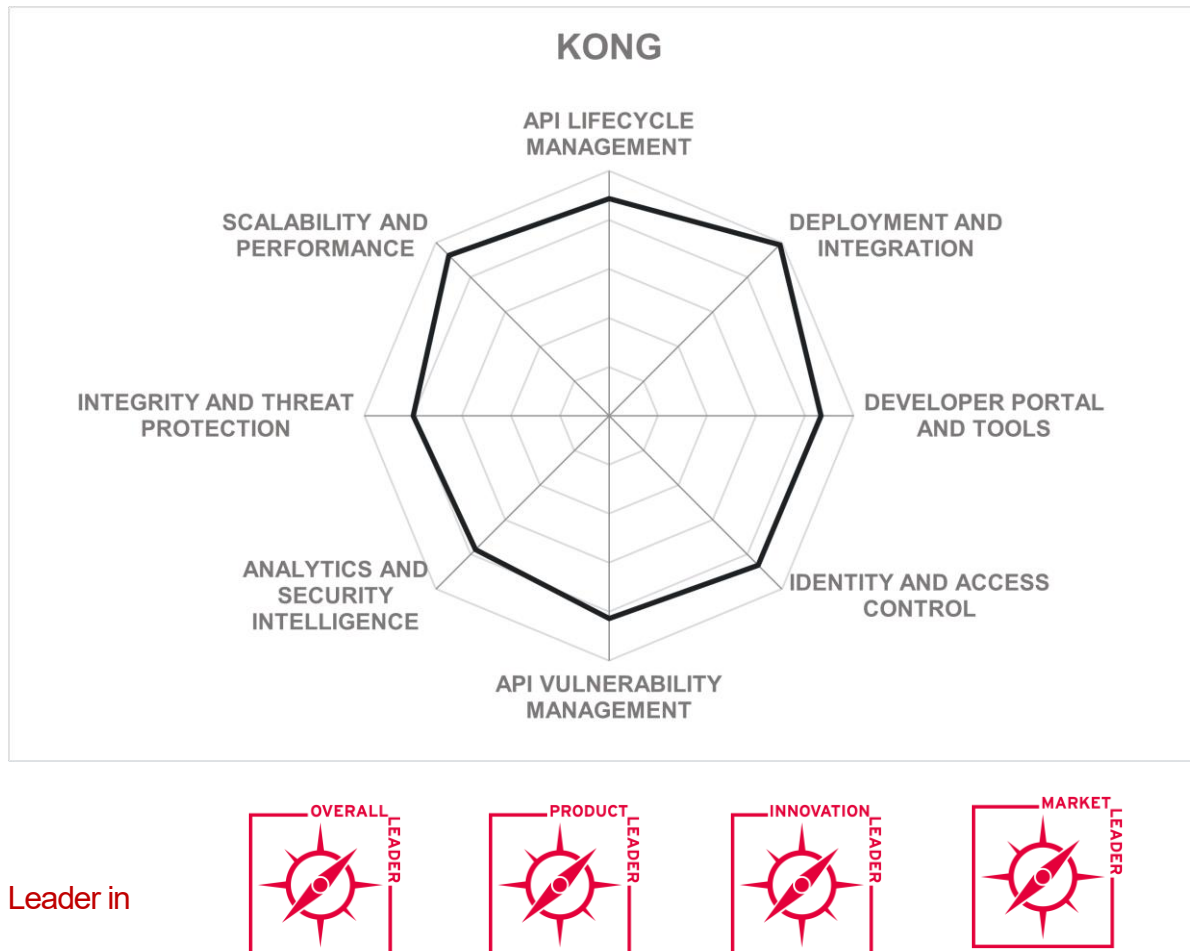 KONG
API LIFECYCLE
MANAGEMENT
SCALABILITY AND
PERFORMANCE
DEPLOYMENT AND
INTEGRATION
INTEGRITY AND THREAT
PROTECTION
DEVELOPER PORTAL
AND TOOLS
ANALYTICS AND
SECURITY
INTELLIGENCE
IDENTITY AND ACCESS
CONTROL
API VULNERABILITY
MANAGEMENT
Leader in
OVERALL
LEADER
PRODUCT
LEADER
INNOVATION
LEADER
MARKET
LEADER